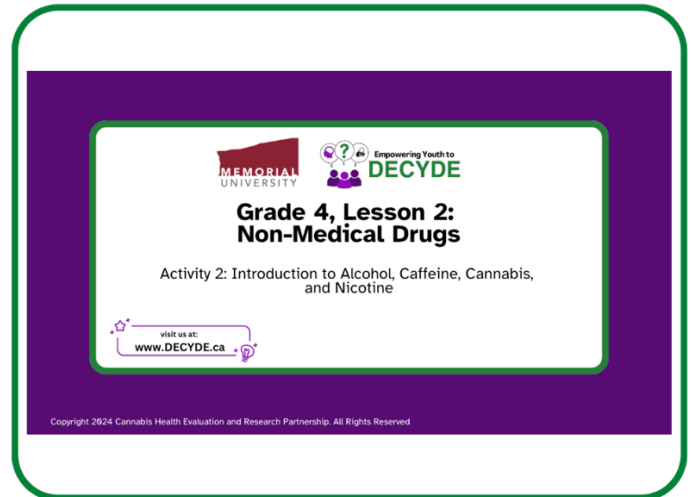 MEMORIAL
UNIVERSITY
?
Empowering Youth to
DECYDE
Grade 4, Lesson 2:
Non-Medical Drugs
Activity 2: Introduction to Alcohol, Caffeine, Cannabis,
and Nicotine
visit us at:
www.DECYDE.ca
Copyright 2024 Cannabis Health Evaluation and Research Partnership. All Rights Reserved